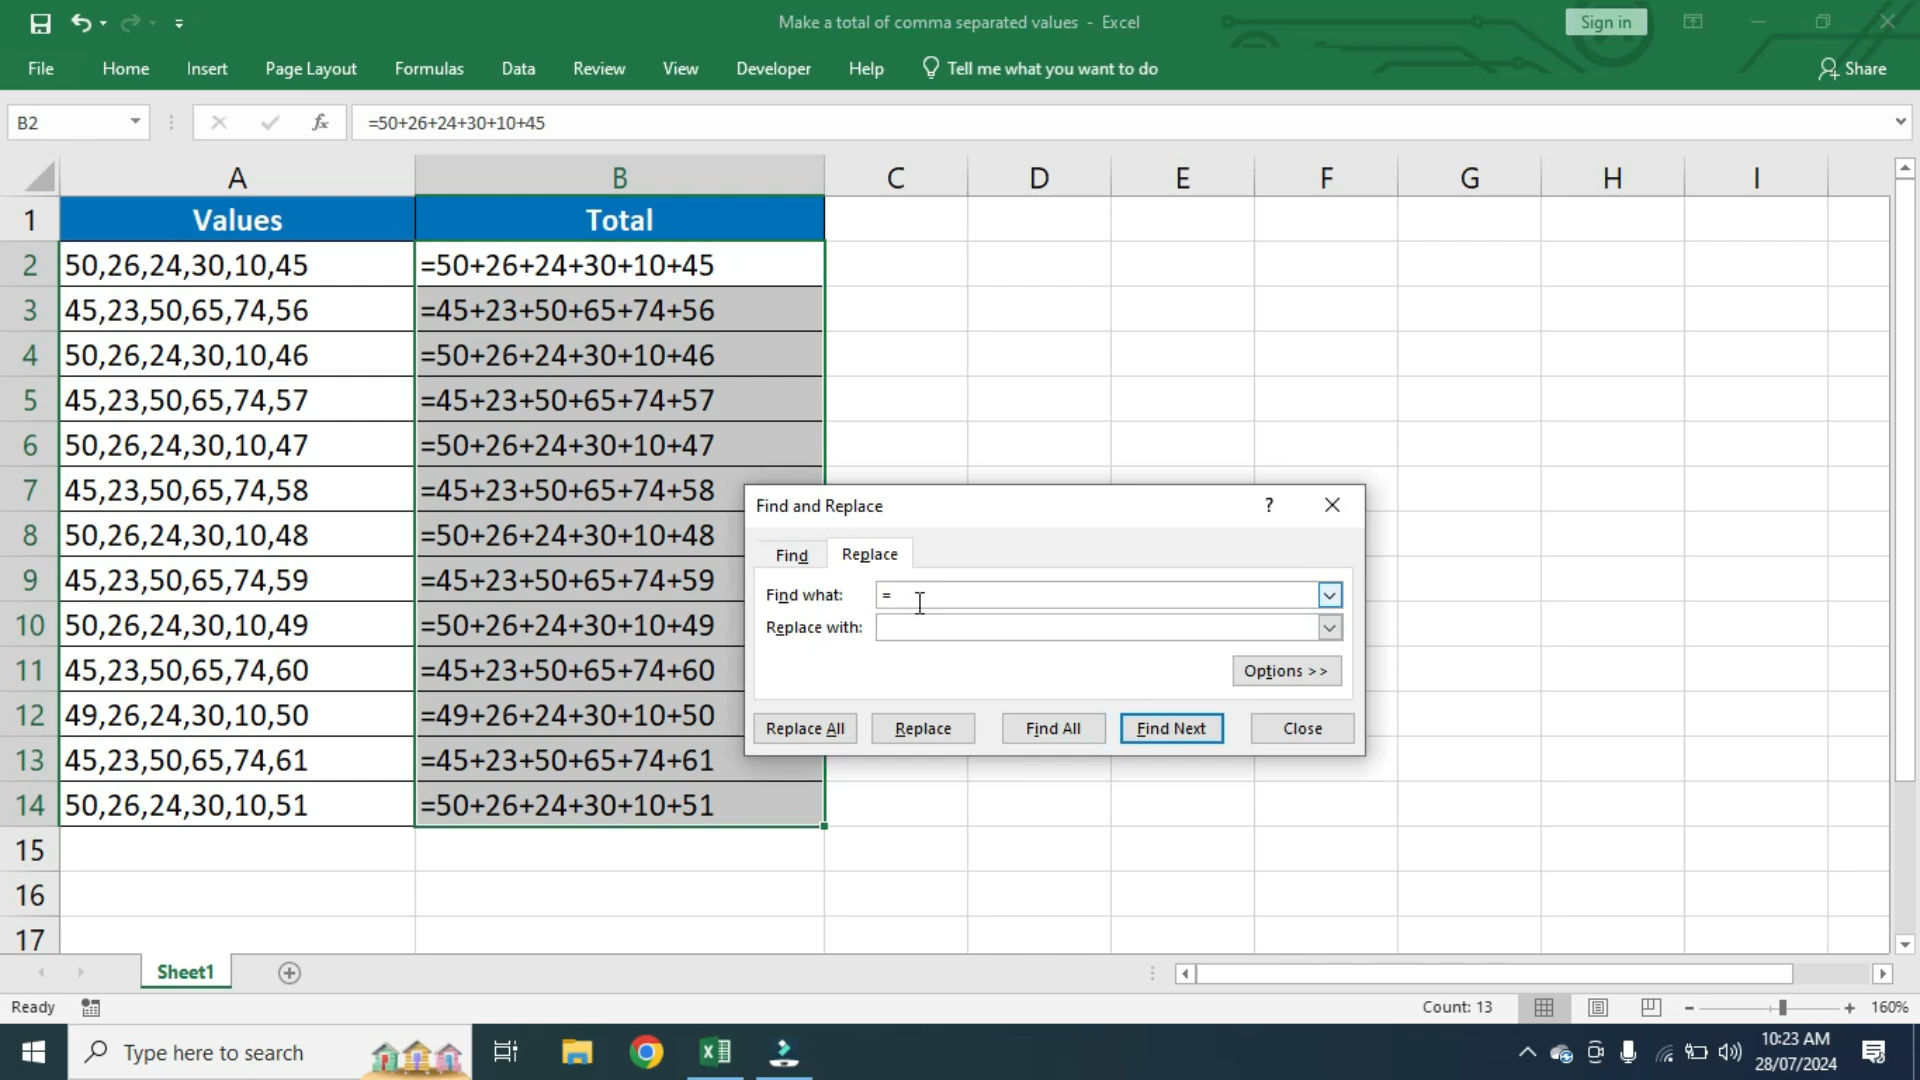 Make a total of comma separated values - Excel
Sign in
File Home Insert Page Layout Formulas Data Review View Developer Help Tell me what you want to do Share
B2 fx =50+26+24+30+10+45
A B C D E F G H I
1 Values Total
2 50,26,24,30,10,45 =50+26+24+30+10+45
3 45,23,50,65,74,56 =45+23+50+65+74+56
4 50,26,24,30,10,46 =50+26+24+30+10+46
5 45,23,50,65,74,57 =45+23+50+65+74+57
6 50,26,24,30,10,47 =50+26+24+30+10+47
7 45,23,50,65,74,58 =45+23+50+65+74+58
8 50,26,24,30,10,48 =50+26+24+30+10+48
9 45,23,50,65,74,59 =45+23+50+65+74+59
10 50,26,24,30,10,49 =50+26+24+30+10+49
11 45,23,50,65,74,60 =45+23+50+65+74+60
12 49,26,24,30,10,50 =49+26+24+30+10+50
13 45,23,50,65,74,61 =45+23+50+65+74+61
14 50,26,24,30,10,51 =50+26+24+30+10+51
15
16
17
Find and Replace ?
Find Replace
Find what: =
Replace with:
Options >>
Replace All Replace Find All Find Next Close
Sheet1
Ready Count: 13 - + 160%
Type here to search
10:23 AM
28/07/2024